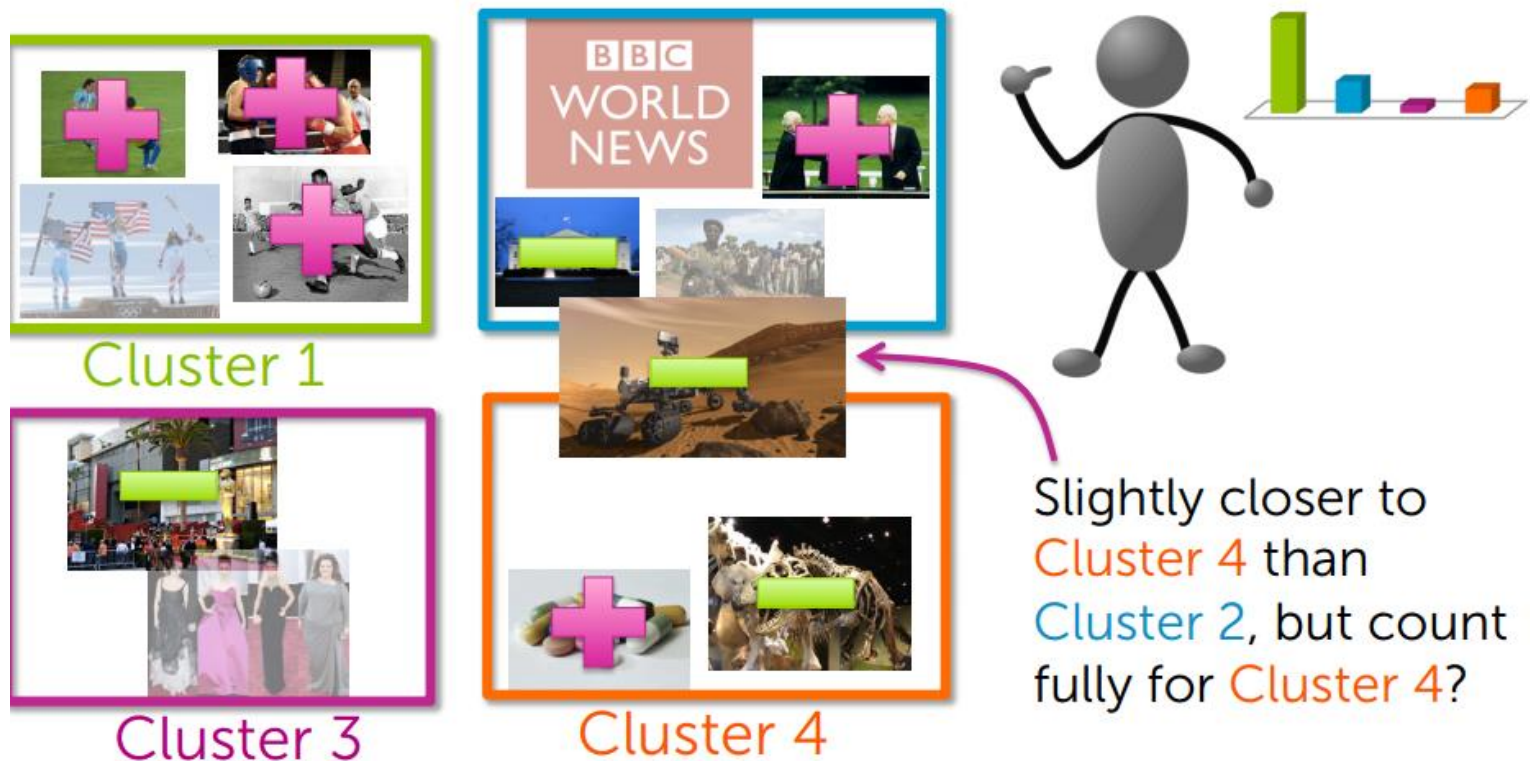 BBC
WORLD
NEWS
Cluster 1
Cluster 3
Cluster 4
Slightly closer to
Cluster 4 than
Cluster 2, but count
fully for Cluster 4?